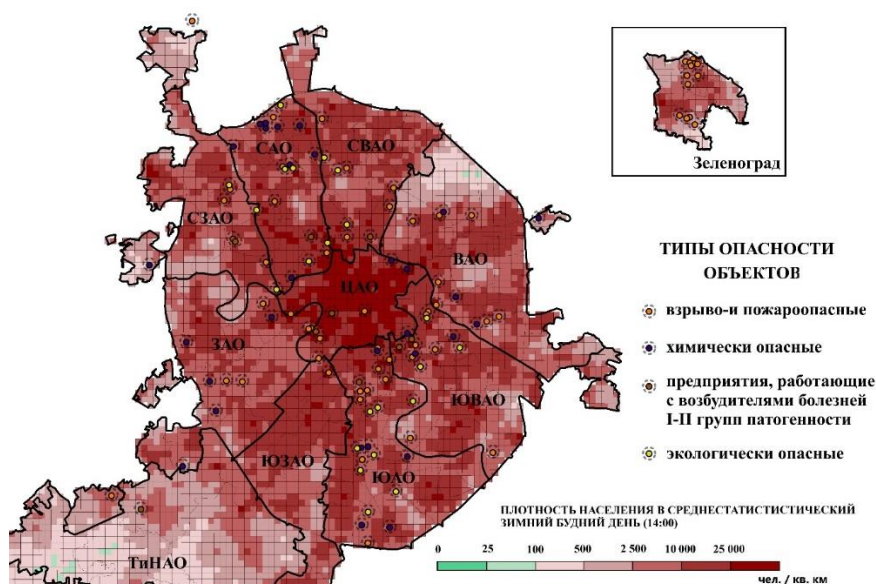 Зеленоград
САО
СВАО
СЗАО
ВАО
ЦАО
ЗАО
ЮВАО
ЮЗАО
ЮАО
ТиНАО
ТИПЫ ОПАСНОСТИ
ОБЪЕКТОВ
взрыво-и пожароопасные
химически опасные
предприятия, работающие
с возбудителями болезней
I-II групп патогенности
экологически опасные
ПЛОТНОСТЬ НАСЕЛЕНИЯ В СРЕДНЕСТАТИСТИСТИЧЕСКИЙ
ЗИМНИЙ БУДНИЙ ДЕНЬ (14:00)
0 25 100 500 2 500 10 000 25 000
чел. / кв. км